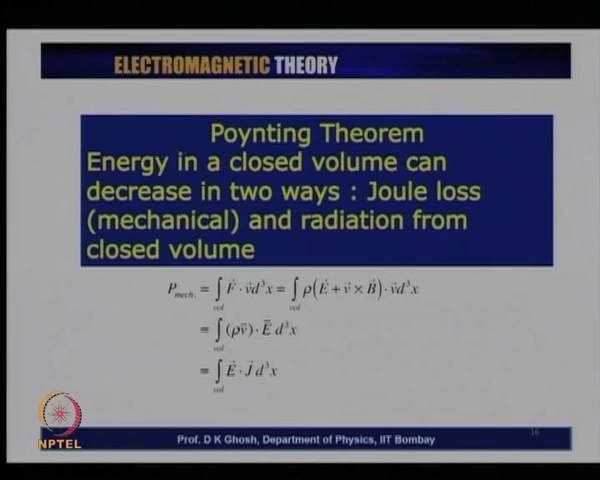 ELECTROMAGNETIC THEORY
Poynting Theorem
Energy in a closed volume can
decrease in two ways : Joule loss
(mechanical) and radiation from
closed volume
P_mech. = ∫_vol F⃗ · v⃗ d³x = ∫_vol ρ(E⃗ + v⃗ × B⃗) · v⃗ d³x
= ∫_vol (ρv⃗) · E⃗ d³x
= ∫_vol E⃗ · J⃗ d³x
16
Prof. D K Ghosh, Department of Physics, IIT Bombay
NPTEL